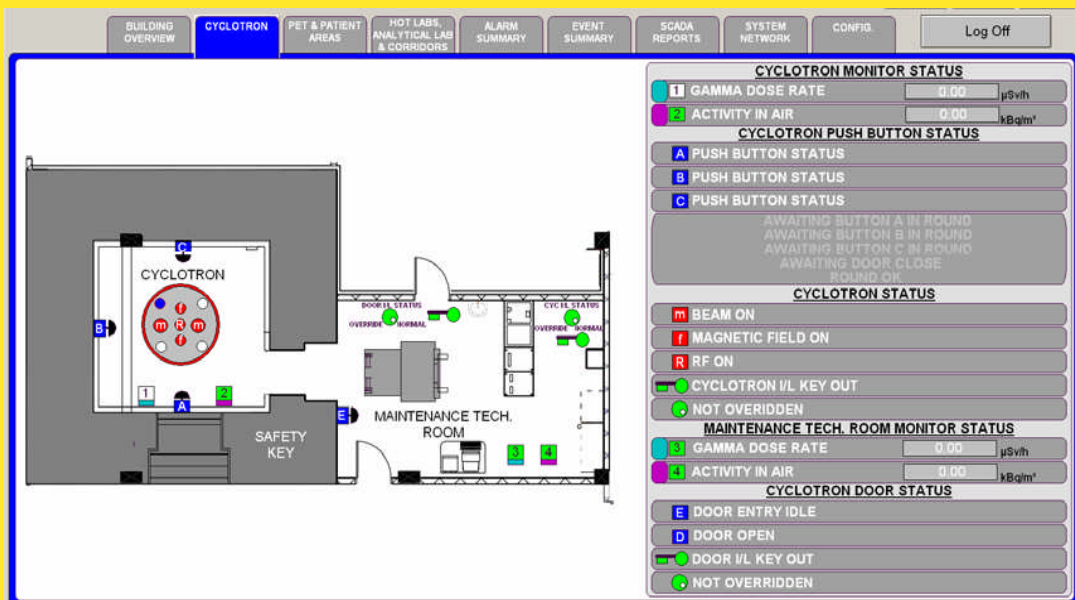 BUILDING
OVERVIEW
CYCLOTRON
PET & PATIENT
AREAS
HOT LABS,
ANALYTICAL LAB
& CORRIDORS
ALARM
SUMMARY
EVENT
SUMMARY
SCADA
REPORTS
SYSTEM
NETWORK
CONFIG.
Log Off
C
CYCLOTRON
f
m R m
f
B
1 2
A
SAFETY
KEY
DOOR I/L STATUS
OVERRIDE NORMAL
CYC I/L STATUS
OVERRIDE NORMAL
E
MAINTENANCE TECH.
ROOM
3 4
CYCLOTRON MONITOR STATUS
1 GAMMA DOSE RATE 0.00 µSv/h
2 ACTIVITY IN AIR 0.00 kBq/m³
CYCLOTRON PUSH BUTTON STATUS
A PUSH BUTTON STATUS
B PUSH BUTTON STATUS
C PUSH BUTTON STATUS
AWAITING BUTTON A IN ROUND
AWAITING BUTTON B IN ROUND
AWAITING BUTTON C IN ROUND
AWAITING DOOR CLOSE
ROUND OK
CYCLOTRON STATUS
m BEAM ON
f MAGNETIC FIELD ON
R RF ON
CYCLOTRON I/L KEY OUT
NOT OVERIDDEN
MAINTENANCE TECH. ROOM MONITOR STATUS
3 GAMMA DOSE RATE 0.00 µSv/h
4 ACTIVITY IN AIR 0.00 kBq/m³
CYCLOTRON DOOR STATUS
E DOOR ENTRY IDLE
D DOOR OPEN
DOOR I/L KEY OUT
NOT OVERRIDDEN